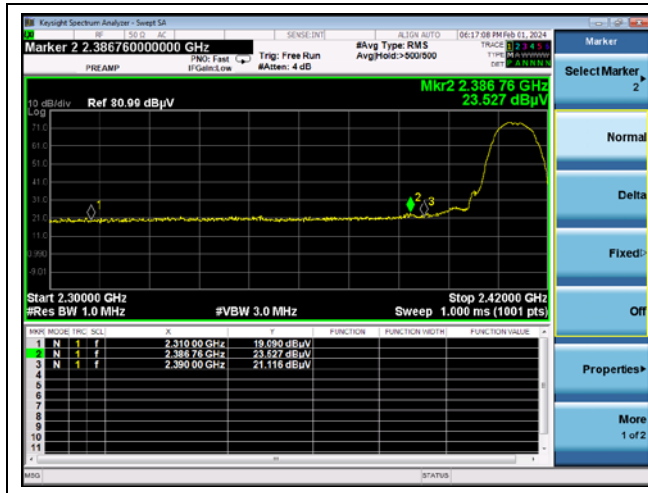 Keysight Spectrum Analyzer - Swept SA
RF 50 Ω AC SENSE:INT ALIGN AUTO 06:17:08 PM Feb 01, 2024
Marker 2 2.386760000000 GHz
PREAMP
PNO: Fast
IFGain:Low
Trig: Free Run
#Atten: 4 dB
#Avg Type: RMS
Avg|Hold:>500/500
TRACE 1 2 3 4 5 6
TYPE M A W W W W
DET P A N N N N
Mkr2 2.386 76 GHz
23.527 dBµV
10 dB/div Ref 80.99 dBµV
Log
71.0
61.0
51.0
41.0
31.0
21.0
11.0
0.990
-9.01
1
2
3
Start 2.30000 GHz Stop 2.42000 GHz
#Res BW 1.0 MHz #VBW 3.0 MHz Sweep 1.000 ms (1001 pts)
MKR MODE TRC SCL X Y FUNCTION FUNCTION WIDTH FUNCTION VALUE
1 N 1 f 2.310 00 GHz 19.090 dBµV
2 N 1 f 2.386 76 GHz 23.527 dBµV
3 N 1 f 2.390 00 GHz 21.116 dBµV
4
5
6
7
8
9
10
11
MSG STATUS
Marker
Select Marker
2
Normal
Delta
Fixed
Off
Properties
More
1 of 2